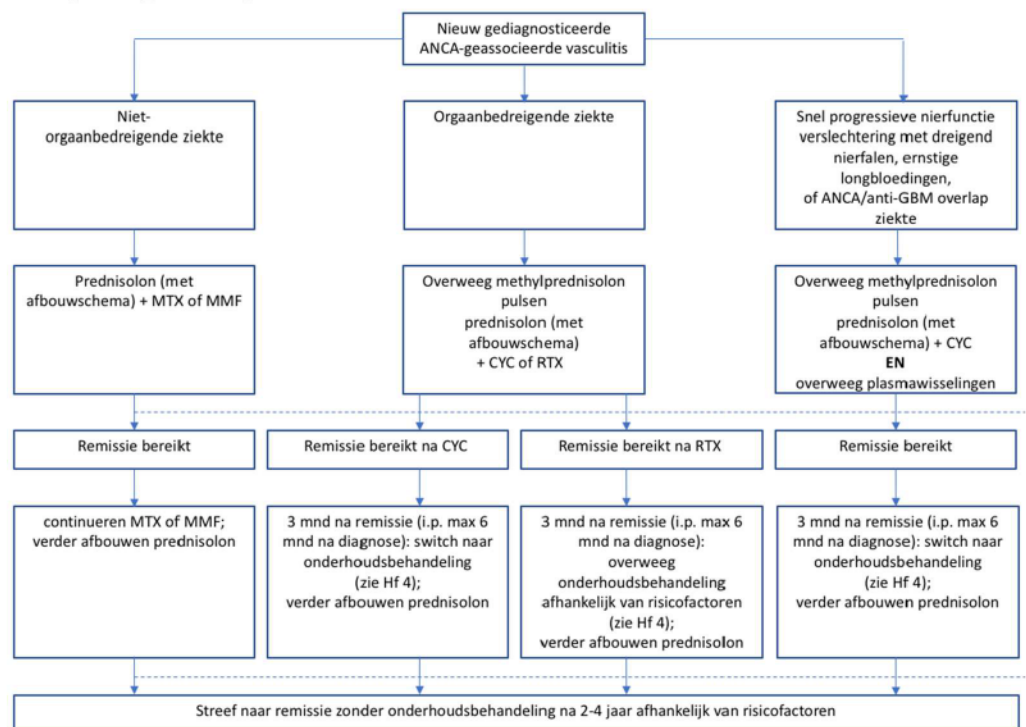 Nieuw gediagnosticeerde
ANCA-geassocieerde vasculitis
Niet-
orgaanbedreigende ziekte
Orgaanbedreigende ziekte
Snel progressieve nierfunctie
verslechtering met dreigend
nierfalen, ernstige
longbloedingen,
of ANCA/anti-GBM overlap
ziekte
Prednisolon (met
afbouwschema) + MTX of MMF
Overweeg methylprednisolon
pulsen
prednisolon (met
afbouwschema)
+ CYC of RTX
Overweeg methylprednisolon
pulsen
prednisolon (met
afbouwschema) + CYC
EN
overweeg plasmawisselingen
Remissie bereikt
Remissie bereikt na CYC
Remissie bereikt na RTX
Remissie bereikt
continueren MTX of MMF;
verder afbouwen prednisolon
3 mnd na remissie (i.p. max 6
mnd na diagnose): switch naar
onderhoudsbehandeling
(zie Hf 4);
verder afbouwen prednisolon
3 mnd na remissie (i.p. max 6
mnd na diagnose):
overweeg
onderhoudsbehandeling
afhankelijk van risicofactoren
(zie Hf 4);
verder afbouwen prednisolon
3 mnd na remissie (i.p. max 6
mnd na diagnose): switch naar
onderhoudsbehandeling
(zie Hf 4);
verder afbouwen prednisolon
Streef naar remissie zonder onderhoudsbehandeling na 2-4 jaar afhankelijk van risicofactoren